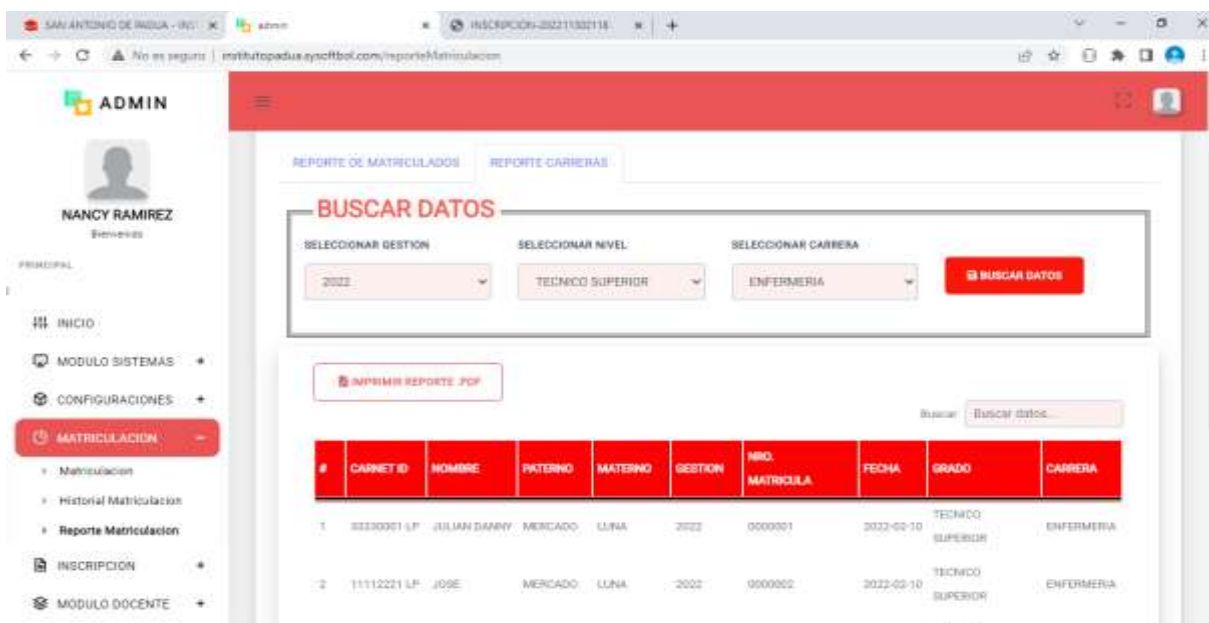 SAN ANTONIO DE PADUA - INS
admin
INSCRIPCION-202211502118
No es seguro | institutopadua.sysoftbol.com/reporteMatriculacion
ADMIN
NANCY RAMIREZ
Bienvenido
PRINCIPAL
INICIO
MODULO SISTEMAS +
CONFIGURACIONES +
MATRICULACION −
Matriculacion
Historial Matriculacion
Reporte Matriculacion
INSCRIPCION +
MODULO DOCENTE +
REPORTE DE MATRICULADOS REPORTE CARRERAS
BUSCAR DATOS
SELECCIONAR GESTION SELECCIONAR NIVEL SELECCIONAR CARRERA
2022 TECNICO SUPERIOR ENFERMERIA BUSCAR DATOS
IMPRIMIR REPORTE .PDF
Buscar Buscar datos...
# CARNET ID NOMBRE PATERNO MATERNO GESTION NRO. MATRICULA FECHA GRADO CARRERA
1 JULIAN DANNY MERCADO LUNA 2022 0000001 2022-02-10 TECNICO SUPERIOR ENFERMERIA
2 11112221 LP JOSE MERCADO LUNA 2022 0000002 2022-02-10 TECNICO SUPERIOR ENFERMERIA